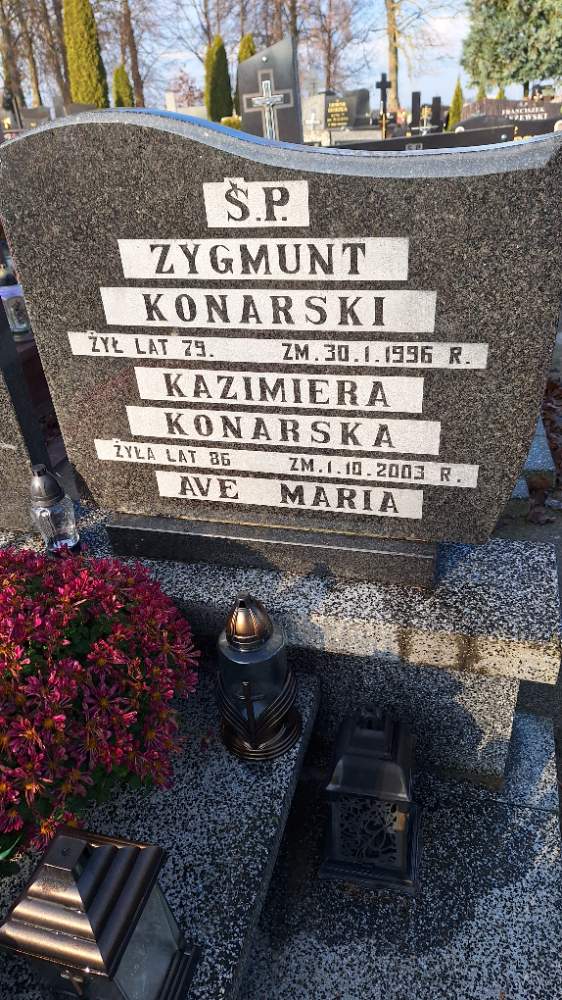 Ś.P.
ZYGMUNT
KONARSKI
ŻYŁ LAT 79. ZM.30.1.1996 R.
KAZIMIERA
KONARSKA
ŻYŁA LAT 86 ZM.1.10.2003 R.
AVE MARIA
FRANCISZEK